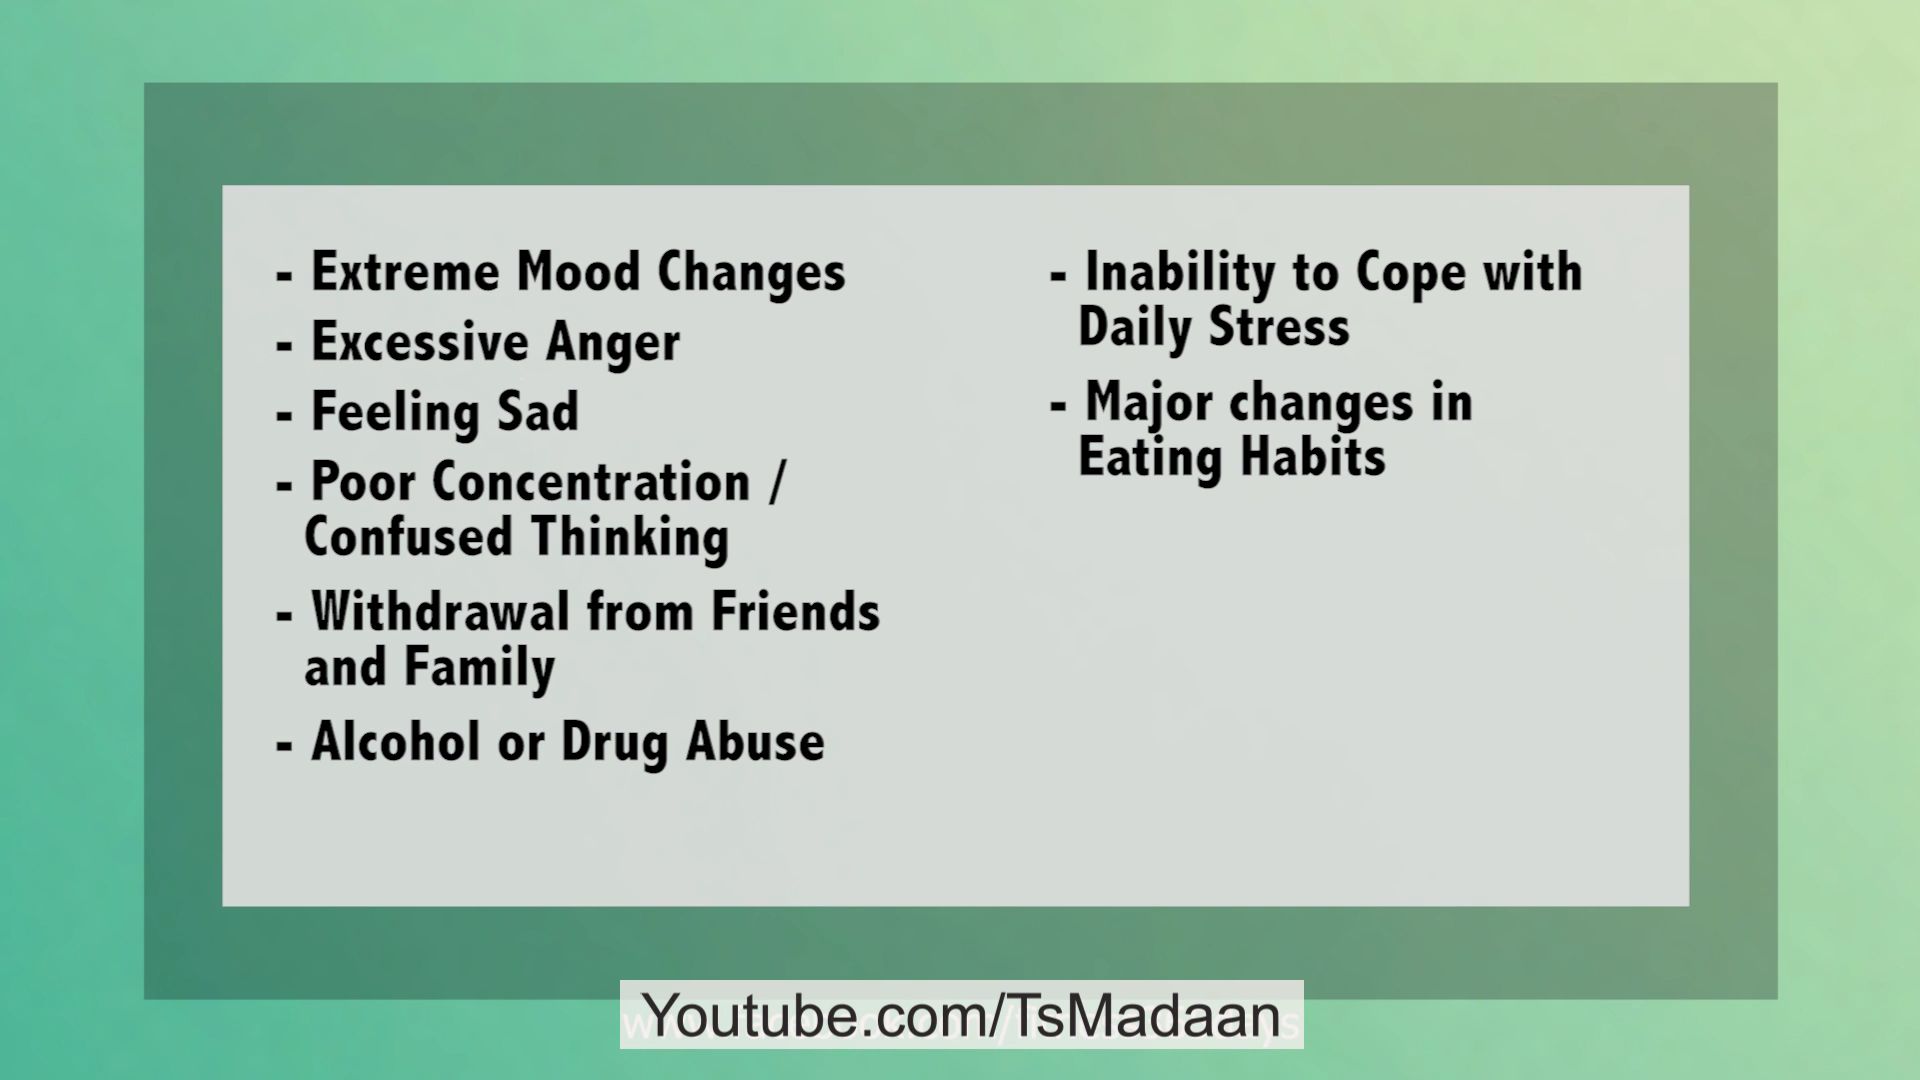 - Extreme Mood Changes
- Excessive Anger
- Feeling Sad
- Poor Concentration /
Confused Thinking
- Withdrawal from Friends
and Family
- Alcohol or Drug Abuse
- Inability to Cope with
Daily Stress
- Major changes in
Eating Habits
Youtube.com/TsMadaan